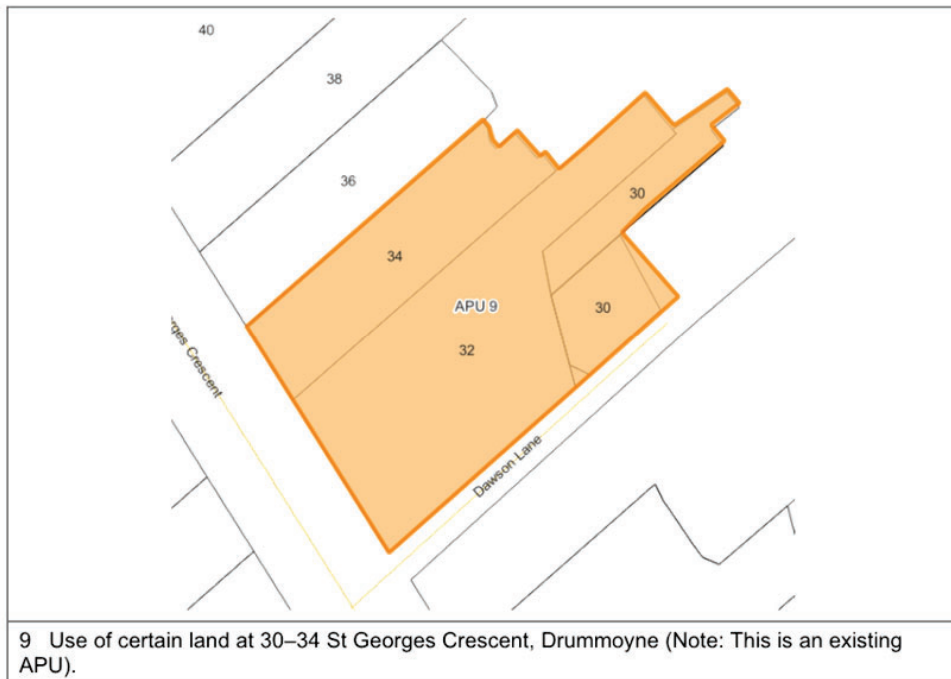 40
38
36
34
30
APU 9
30
32
rges Crescent
Dawson Lane
9 Use of certain land at 30–34 St Georges Crescent, Drummoyne (Note: This is an existing
APU).